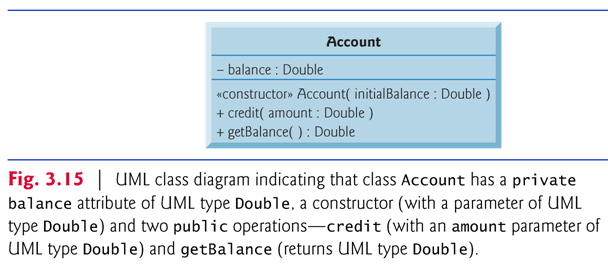 Account
– balance : Double
«constructor» Account( initialBalance : Double )
+ credit( amount : Double )
+ getBalance( ) : Double
Fig. 3.15 | UML class diagram indicating that class Account has a private
balance attribute of UML type Double, a constructor (with a parameter of UML
type Double) and two public operations—credit (with an amount parameter of
UML type Double) and getBalance (returns UML type Double).